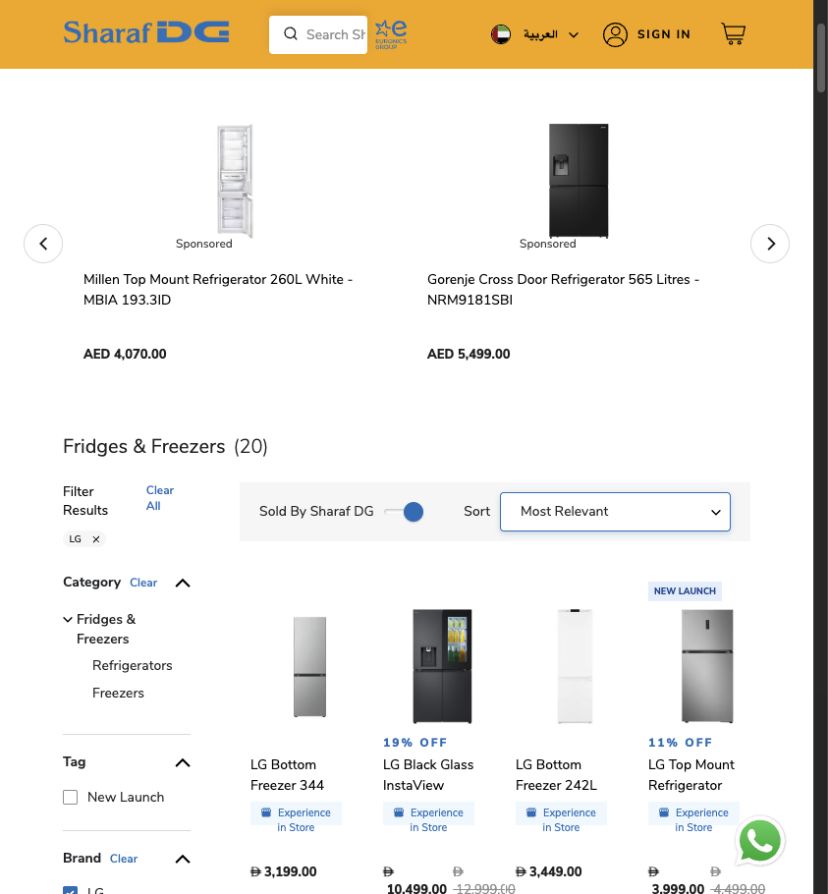 Sharaf DG
Search Sh
e
EURONICS
GROUP
العربية
SIGN IN
Sponsored
Millen Top Mount Refrigerator 260L White -
MBIA 193.3ID
AED 4,070.00
Sponsored
Gorenje Cross Door Refrigerator 565 Litres -
NRM9181SBI
AED 5,499.00
Fridges & Freezers (20)
Filter
Results
Clear
All
LG ×
Category Clear
Fridges &
Freezers
Refrigerators
Freezers
Tag
New Launch
Brand Clear
LG
Sold By Sharaf DG
Sort Most Relevant
LG Bottom
Freezer 344
Experience
in Store
3,199.00
19% OFF
LG Black Glass
InstaView
Experience
in Store
10,499.00 12,999.00
LG Bottom
Freezer 242L
Experience
in Store
3,449.00
NEW LAUNCH
11% OFF
LG Top Mount
Refrigerator
Experience
in Store
3,999.00 4,499.00